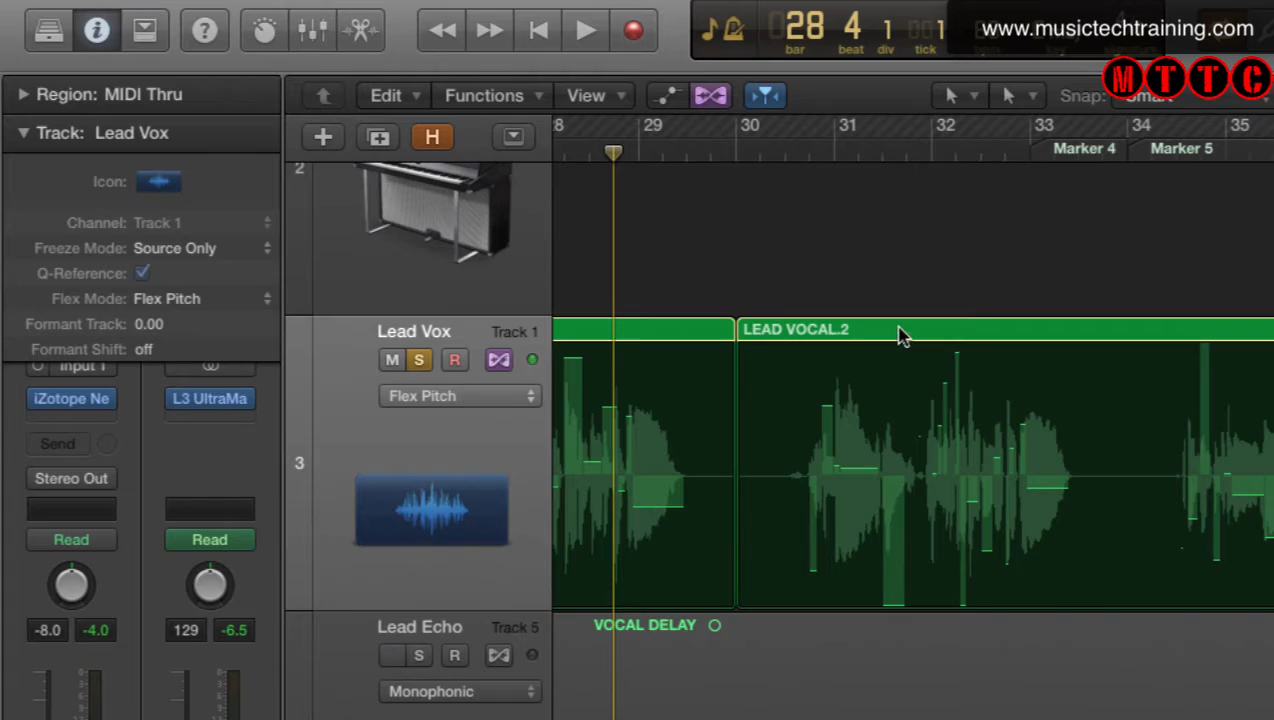 www.musictechtraining.com
M T T C
28 4 1 001
bar beat div tick
Region: MIDI Thru
Edit Functions View Snap: Smart
Track: Lead Vox
H
8 29 30 31 32 33 34 35
Marker 4 Marker 5
Icon:
2
Channel: Track 1
Freeze Mode: Source Only
Q-Reference:
Flex Mode: Flex Pitch
Formant Track: 0.00
Formant Shift: off
Lead Vox Track 1
LEAD VOCAL.2
M S R
Input 1
iZotope Ne L3 UltraMa
Flex Pitch
Send
3
Stereo Out
Read Read
-8.0 -4.0 129 -6.5
Lead Echo Track 5
VOCAL DELAY
S R
Monophonic